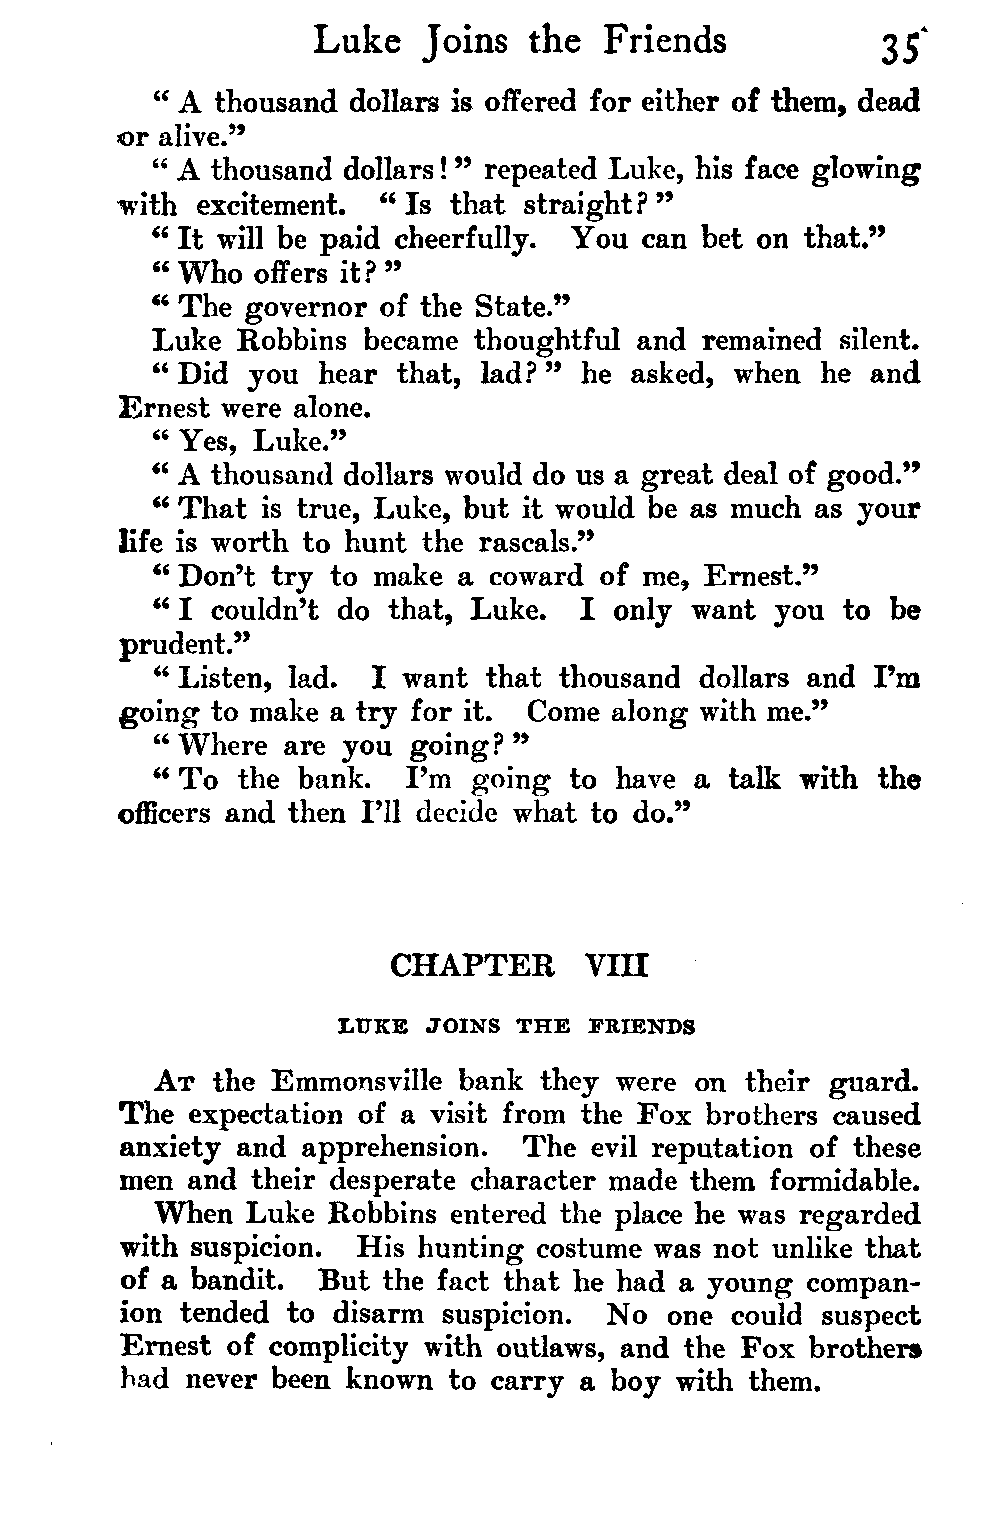 Luke Joins the Friends 35
“ A thousand dollars is offered for either of them, dead
or alive.”
“ A thousand dollars! ” repeated Luke, his face glowing
with excitement. “ Is that straight? ”
“ It will be paid cheerfully. You can bet on that.”
“ Who offers it? ”
“ The governor of the State.”
Luke Robbins became thoughtful and remained silent.
“ Did you hear that, lad? ” he asked, when he and
Ernest were alone.
“ Yes, Luke.”
“ A thousand dollars would do us a great deal of good.”
“ That is true, Luke, but it would be as much as your
life is worth to hunt the rascals.”
“ Don’t try to make a coward of me, Ernest.”
“ I couldn’t do that, Luke. I only want you to be
prudent.”
“ Listen, lad. I want that thousand dollars and I’m
going to make a try for it. Come along with me.”
“ Where are you going? ”
“ To the bank. I’m going to have a talk with the
officers and then I’ll decide what to do.”
CHAPTER VIII
LUKE JOINS THE FRIENDS
AT the Emmonsville bank they were on their guard.
The expectation of a visit from the Fox brothers caused
anxiety and apprehension. The evil reputation of these
men and their desperate character made them formidable.
When Luke Robbins entered the place he was regarded
with suspicion. His hunting costume was not unlike that
of a bandit. But the fact that he had a young compan-
ion tended to disarm suspicion. No one could suspect
Ernest of complicity with outlaws, and the Fox brothers
had never been known to carry a boy with them.